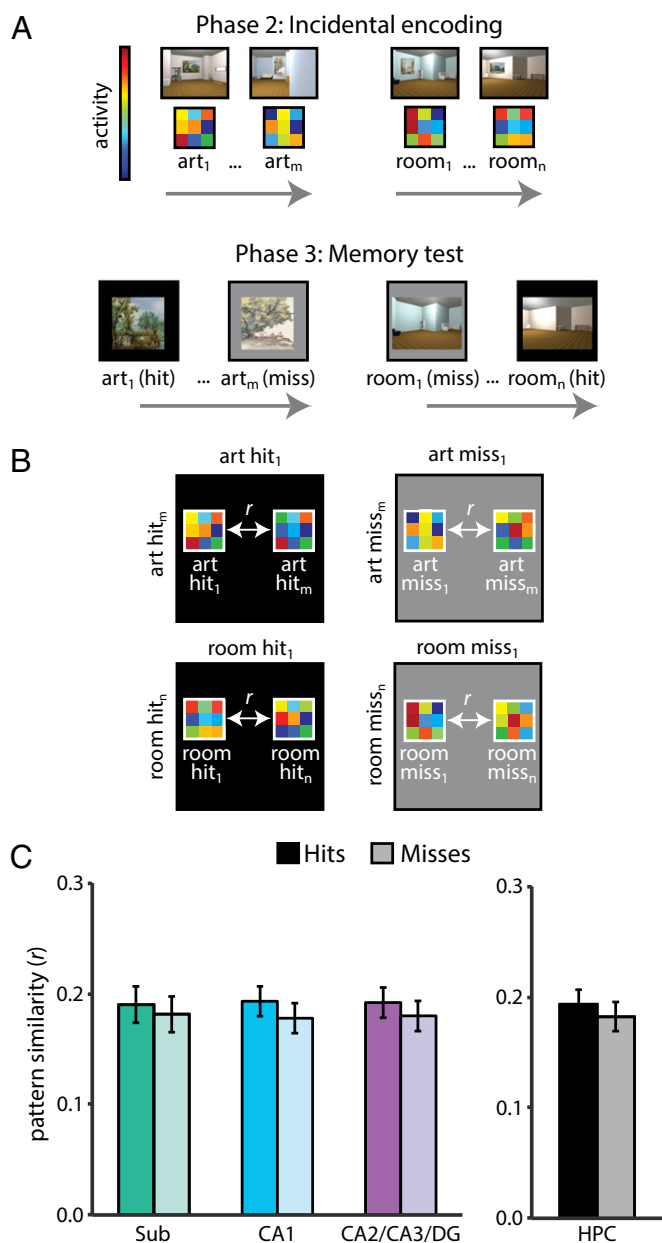 A
Phase 2: Incidental encoding
activity
art1 ... artm
room1 ... roomn
Phase 3: Memory test
art1 (hit) ... artm (miss)
room1 (miss) ... roomn (hit)
B
art hit1
art miss1
art hitm
r
art
hit1
art
hitm
art missm
r
art
miss1
art
missm
room hit1
room miss1
room hitn
r
room
hit1
room
hitn
room missn
r
room
miss1
room
missn
C
Hits
Misses
pattern similarity (r)
0.3
0.2
0.1
0.0
Sub
CA1
CA2/CA3/DG
0.3
0.2
0.1
0.0
HPC